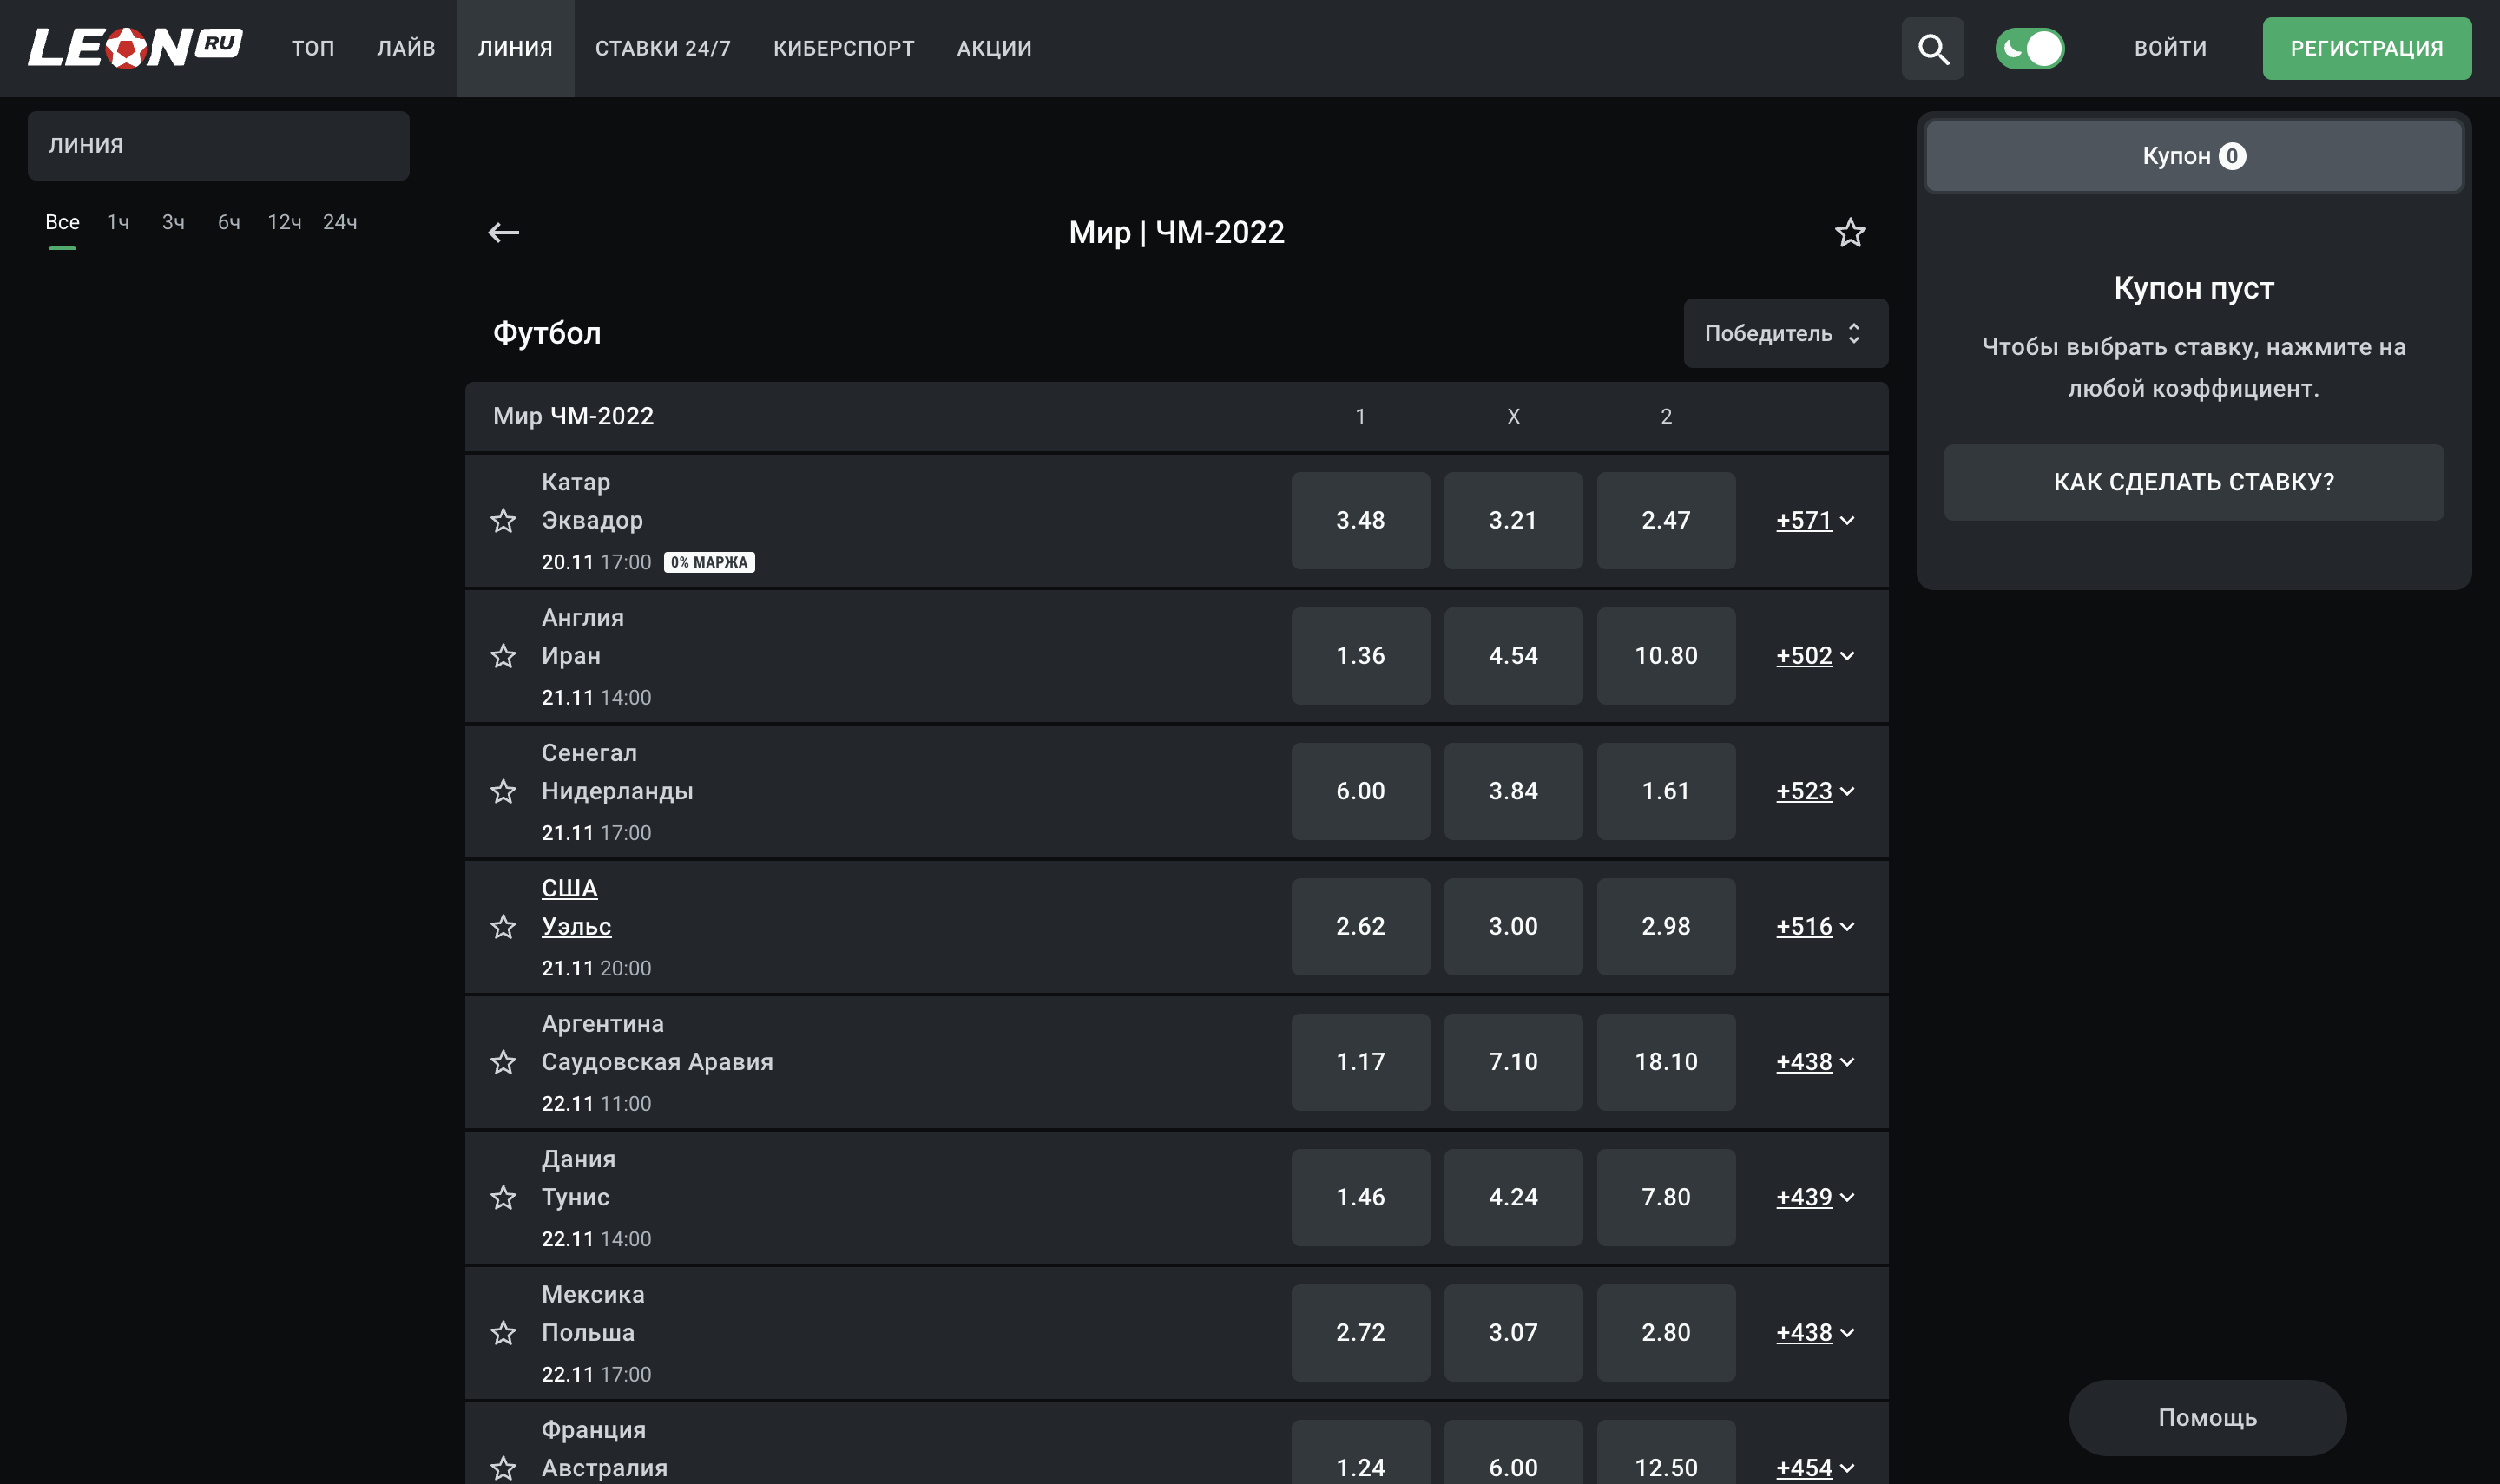 LEON RU ТОП ЛАЙВ ЛИНИЯ СТАВКИ 24/7 КИБЕРСПОРТ АКЦИИ ВОЙТИ РЕГИСТРАЦИЯ
ЛИНИЯ
Все 1ч 3ч 6ч 12ч 24ч
Мир | ЧМ-2022
Футбол
Победитель
Мир ЧМ-2022 1 X 2
Катар
Эквадор
20.11 17:00 0% МАРЖА
3.48 3.21 2.47 +571
Англия
Иран
21.11 14:00
1.36 4.54 10.80 +502
Сенегал
Нидерланды
21.11 17:00
6.00 3.84 1.61 +523
США
Уэльс
21.11 20:00
2.62 3.00 2.98 +516
Аргентина
Саудовская Аравия
22.11 11:00
1.17 7.10 18.10 +438
Дания
Тунис
22.11 14:00
1.46 4.24 7.80 +439
Мексика
Польша
22.11 17:00
2.72 3.07 2.80 +438
Франция
Австралия
1.24 6.00 12.50 +454
Купон 0
Купон пуст
Чтобы выбрать ставку, нажмите на
любой коэффициент.
КАК СДЕЛАТЬ СТАВКУ?
Помощь